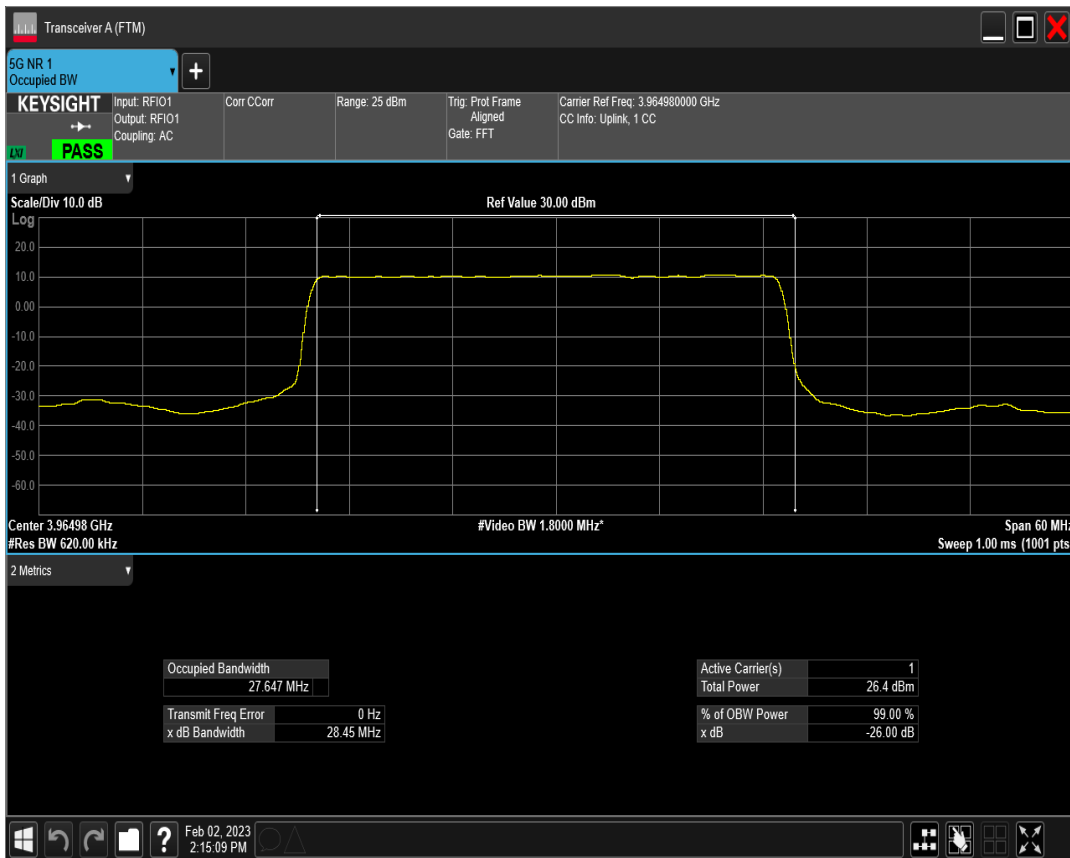 Transceiver A (FTM)
5G NR 1
Occupied BW
+
KEYSIGHT
LXI
PASS
Input: RFIO1
Output: RFIO1
Coupling: AC
Corr CCorr
Range: 25 dBm
Trig: Prot Frame
Aligned
Gate: FFT
Carrier Ref Freq: 3.964980000 GHz
CC Info: Uplink, 1 CC
1 Graph
Scale/Div 10.0 dB
Ref Value 30.00 dBm
Log
20.0
10.0
0.00
-10.0
-20.0
-30.0
-40.0
-50.0
-60.0
Center 3.96498 GHz
#Video BW 1.8000 MHz*
Span 60 MHz
#Res BW 620.00 kHz
Sweep 1.00 ms (1001 pts
2 Metrics
Occupied Bandwidth
27.647 MHz
Transmit Freq Error 0 Hz
x dB Bandwidth 28.45 MHz
Active Carrier(s) 1
Total Power 26.4 dBm
% of OBW Power 99.00 %
x dB -26.00 dB
?
Feb 02, 2023
2:15:09 PM